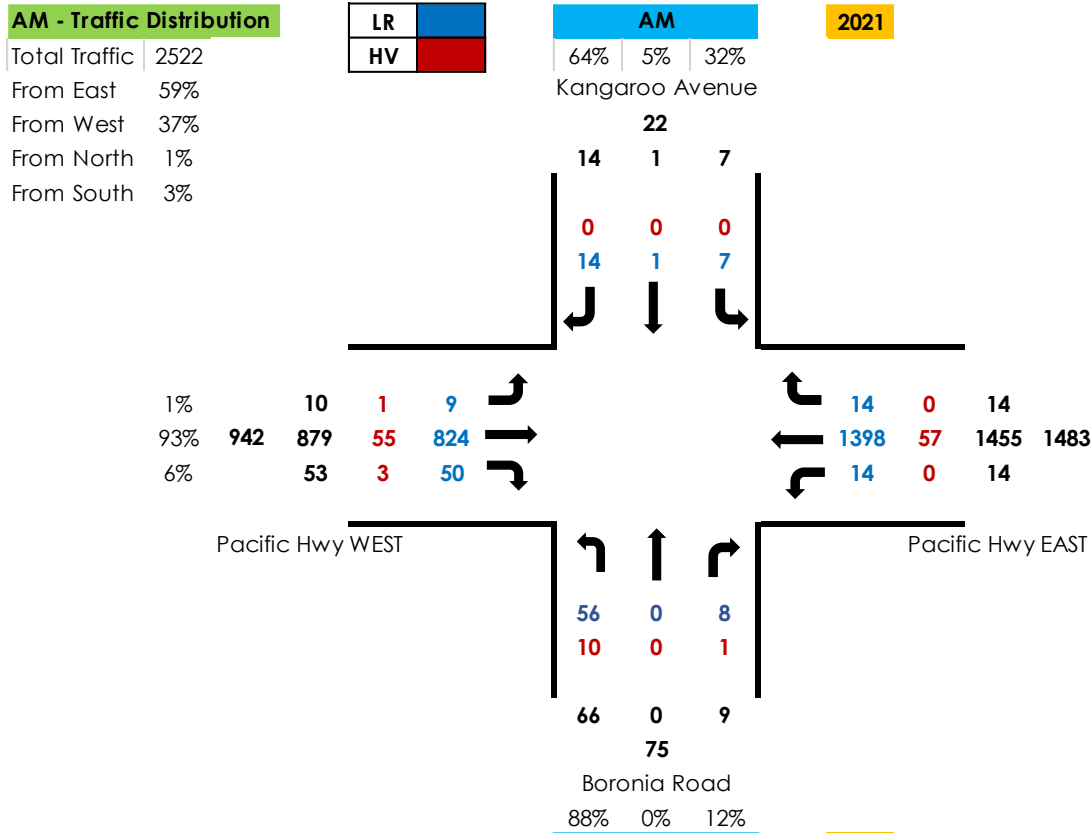 AM - Traffic Distribution LR AM 2021
Total Traffic 2522 HV 64% 5% 32%
From East 59% Kangaroo Avenue
From West 37% 22
From North 1% 14 1 7
From South 3%
0 0 0
14 1 7
1% 10 1 9 14 0 14
93% 942 879 55 824 1398 57 1455 1483
6% 53 3 50 14 0 14
Pacific Hwy WEST Pacific Hwy EAST
56 0 8
10 0 1
66 0 9
75
Boronia Road
88% 0% 12%